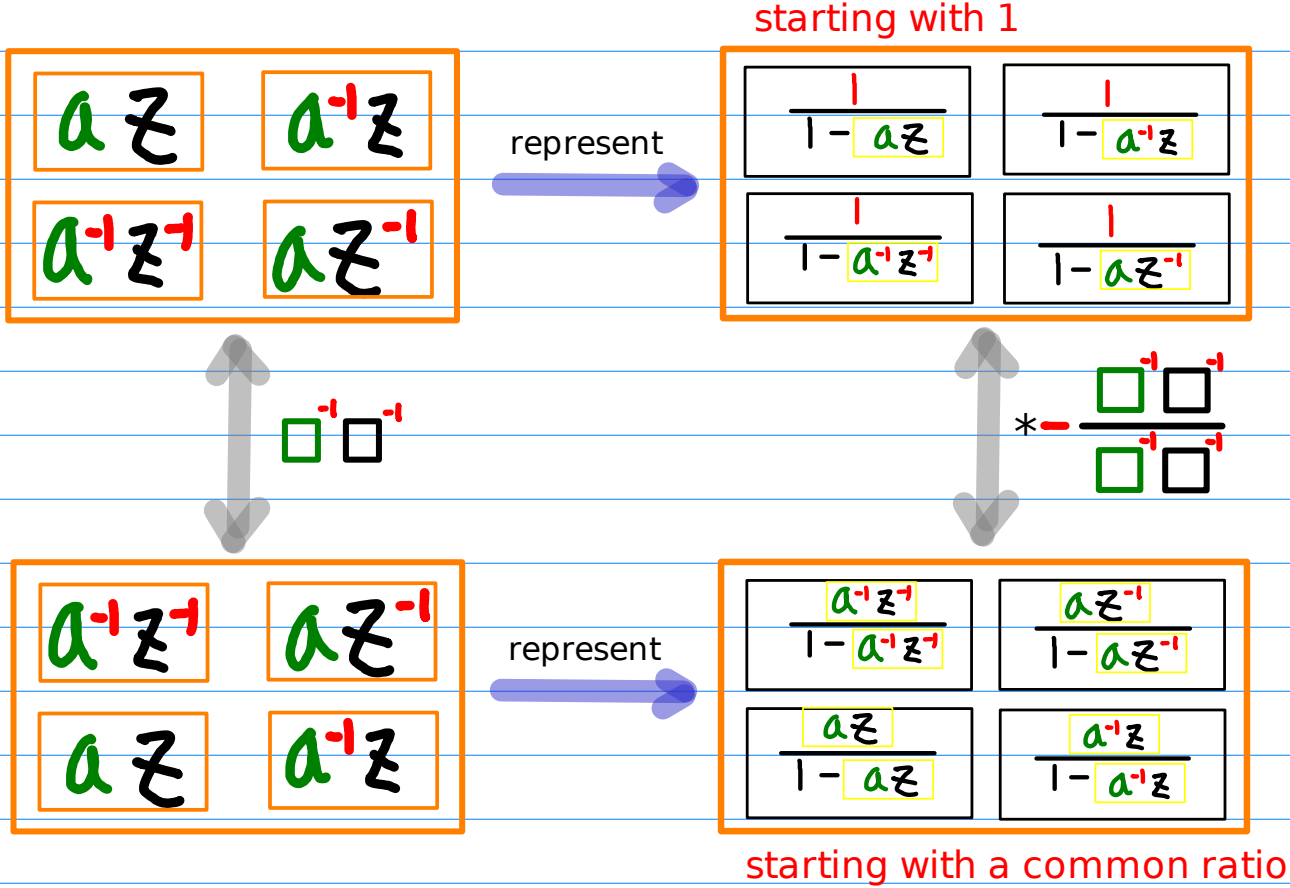 starting with 1
a z
a⁻¹ z
a⁻¹ z⁻¹
a z⁻¹
represent
1 / (1 - a z)
1 / (1 - a⁻¹ z)
1 / (1 - a⁻¹ z⁻¹)
1 / (1 - a z⁻¹)
□⁻¹ □⁻¹
* - (□⁻¹ □⁻¹) / (□⁻¹ □⁻¹)
a⁻¹ z⁻¹
a z⁻¹
a z
a⁻¹ z
represent
a⁻¹ z⁻¹ / (1 - a⁻¹ z⁻¹)
a z⁻¹ / (1 - a z⁻¹)
a z / (1 - a z)
a⁻¹ z / (1 - a⁻¹ z)
starting with a common ratio